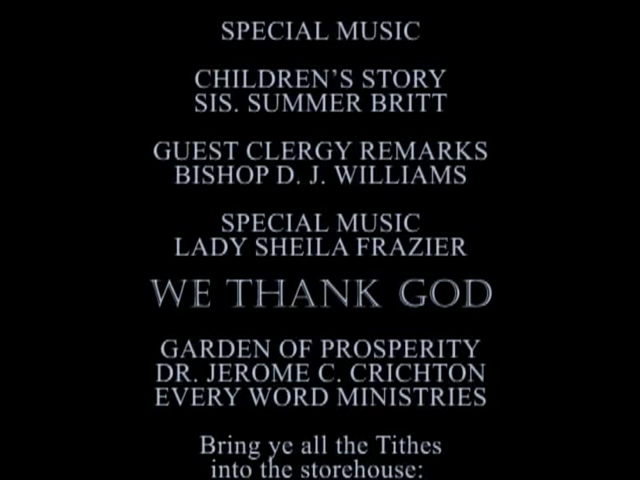 SPECIAL MUSIC
CHILDREN'S STORY
SIS. SUMMER BRITT
GUEST CLERGY REMARKS
BISHOP D. J. WILLIAMS
SPECIAL MUSIC
LADY SHEILA FRAZIER
WE THANK GOD
GARDEN OF PROSPERITY
DR. JEROME C. CRICHTON
EVERY WORD MINISTRIES
Bring ye all the Tithes
into the storehouse: